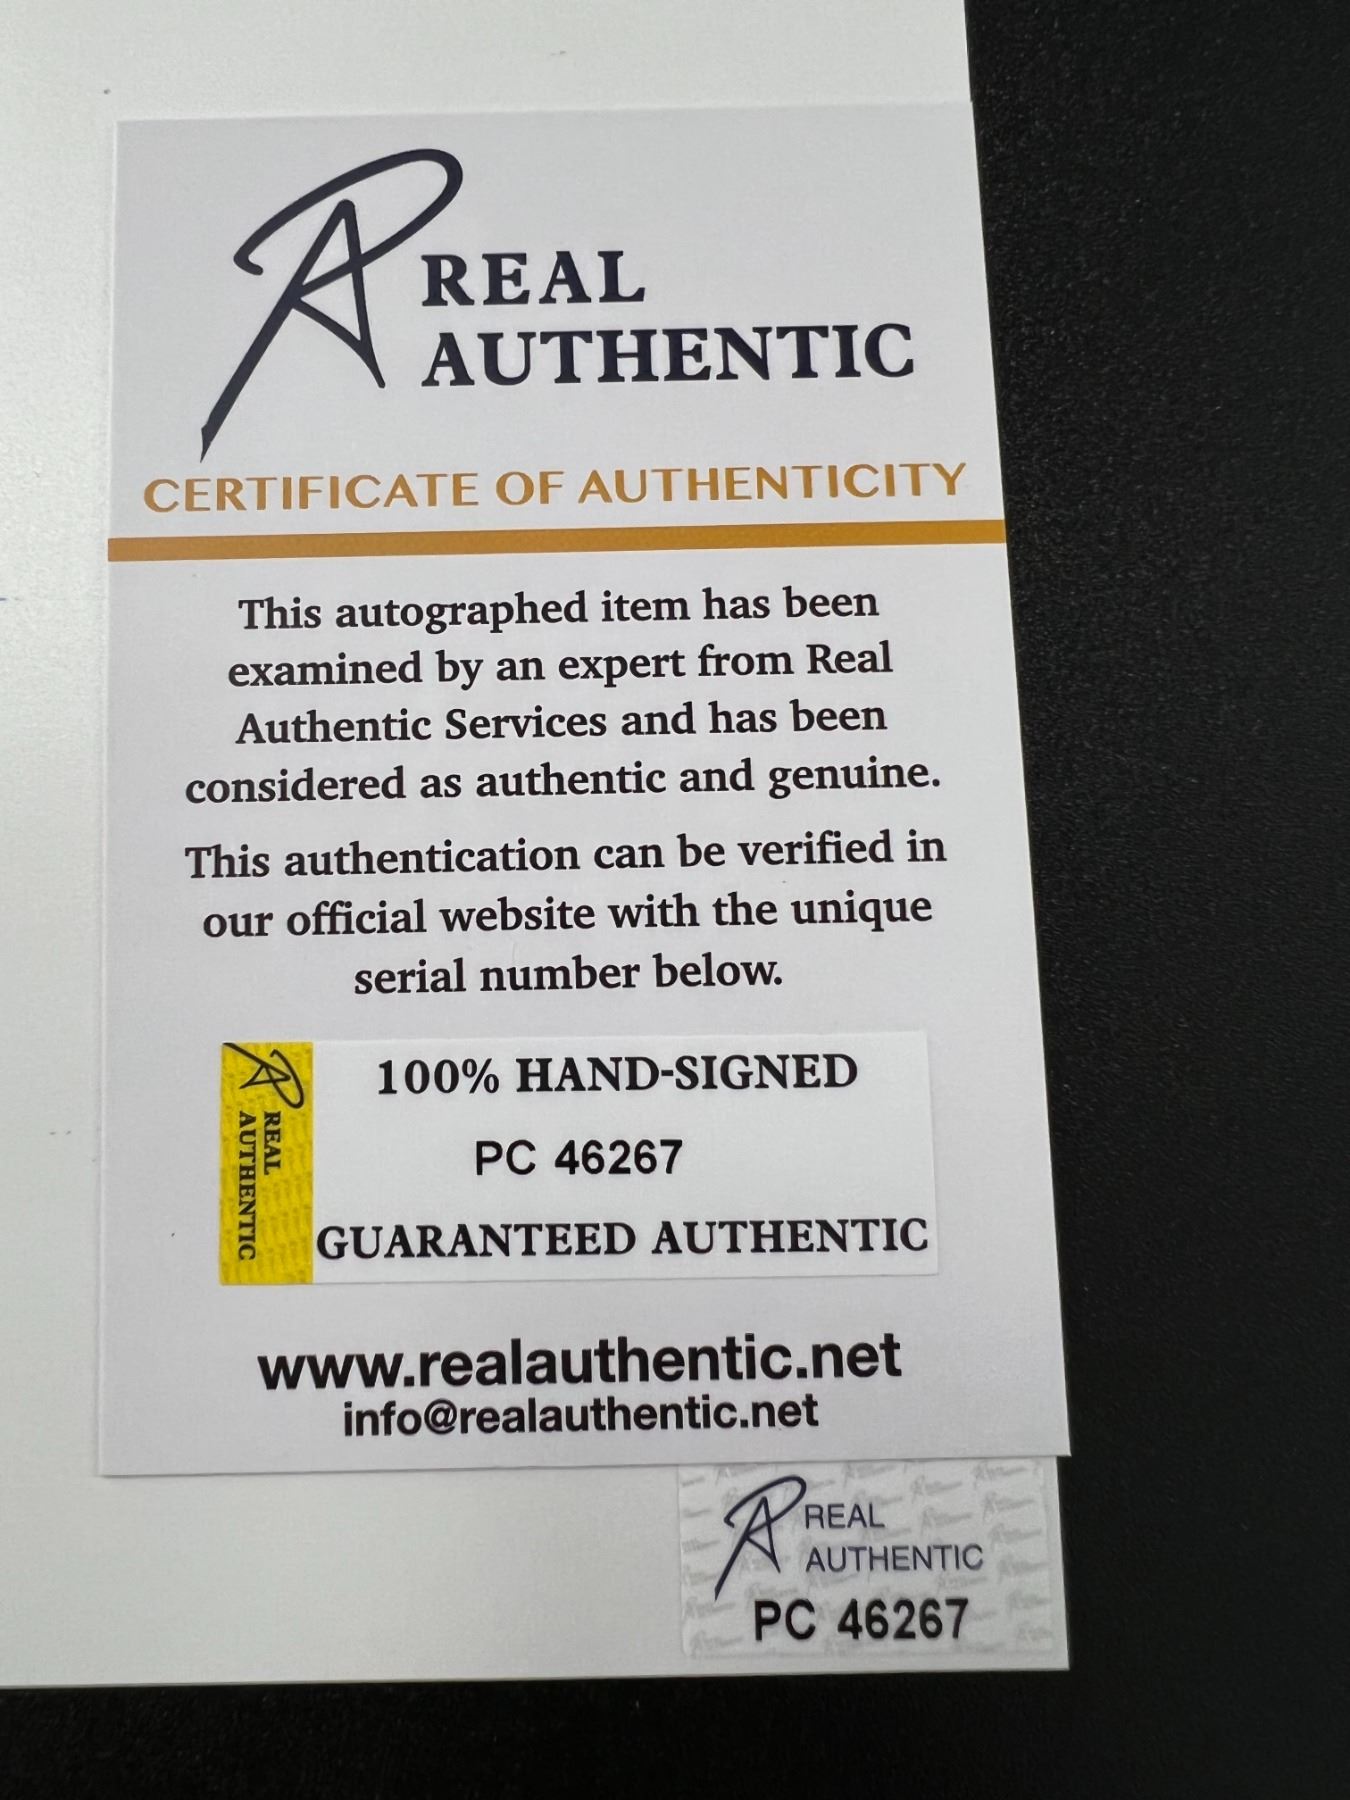 REAL
AUTHENTIC
CERTIFICATE OF AUTHENTICITY
This autographed item has been
examined by an expert from Real
Authentic Services and has been
considered as authentic and genuine.
This authentication can be verified in
our official website with the unique
serial number below.
REAL
AUTHENTIC
100% HAND-SIGNED
PC 46267
GUARANTEED AUTHENTIC
www.realauthentic.net
info@realauthentic.net
REAL
AUTHENTIC
PC 46267